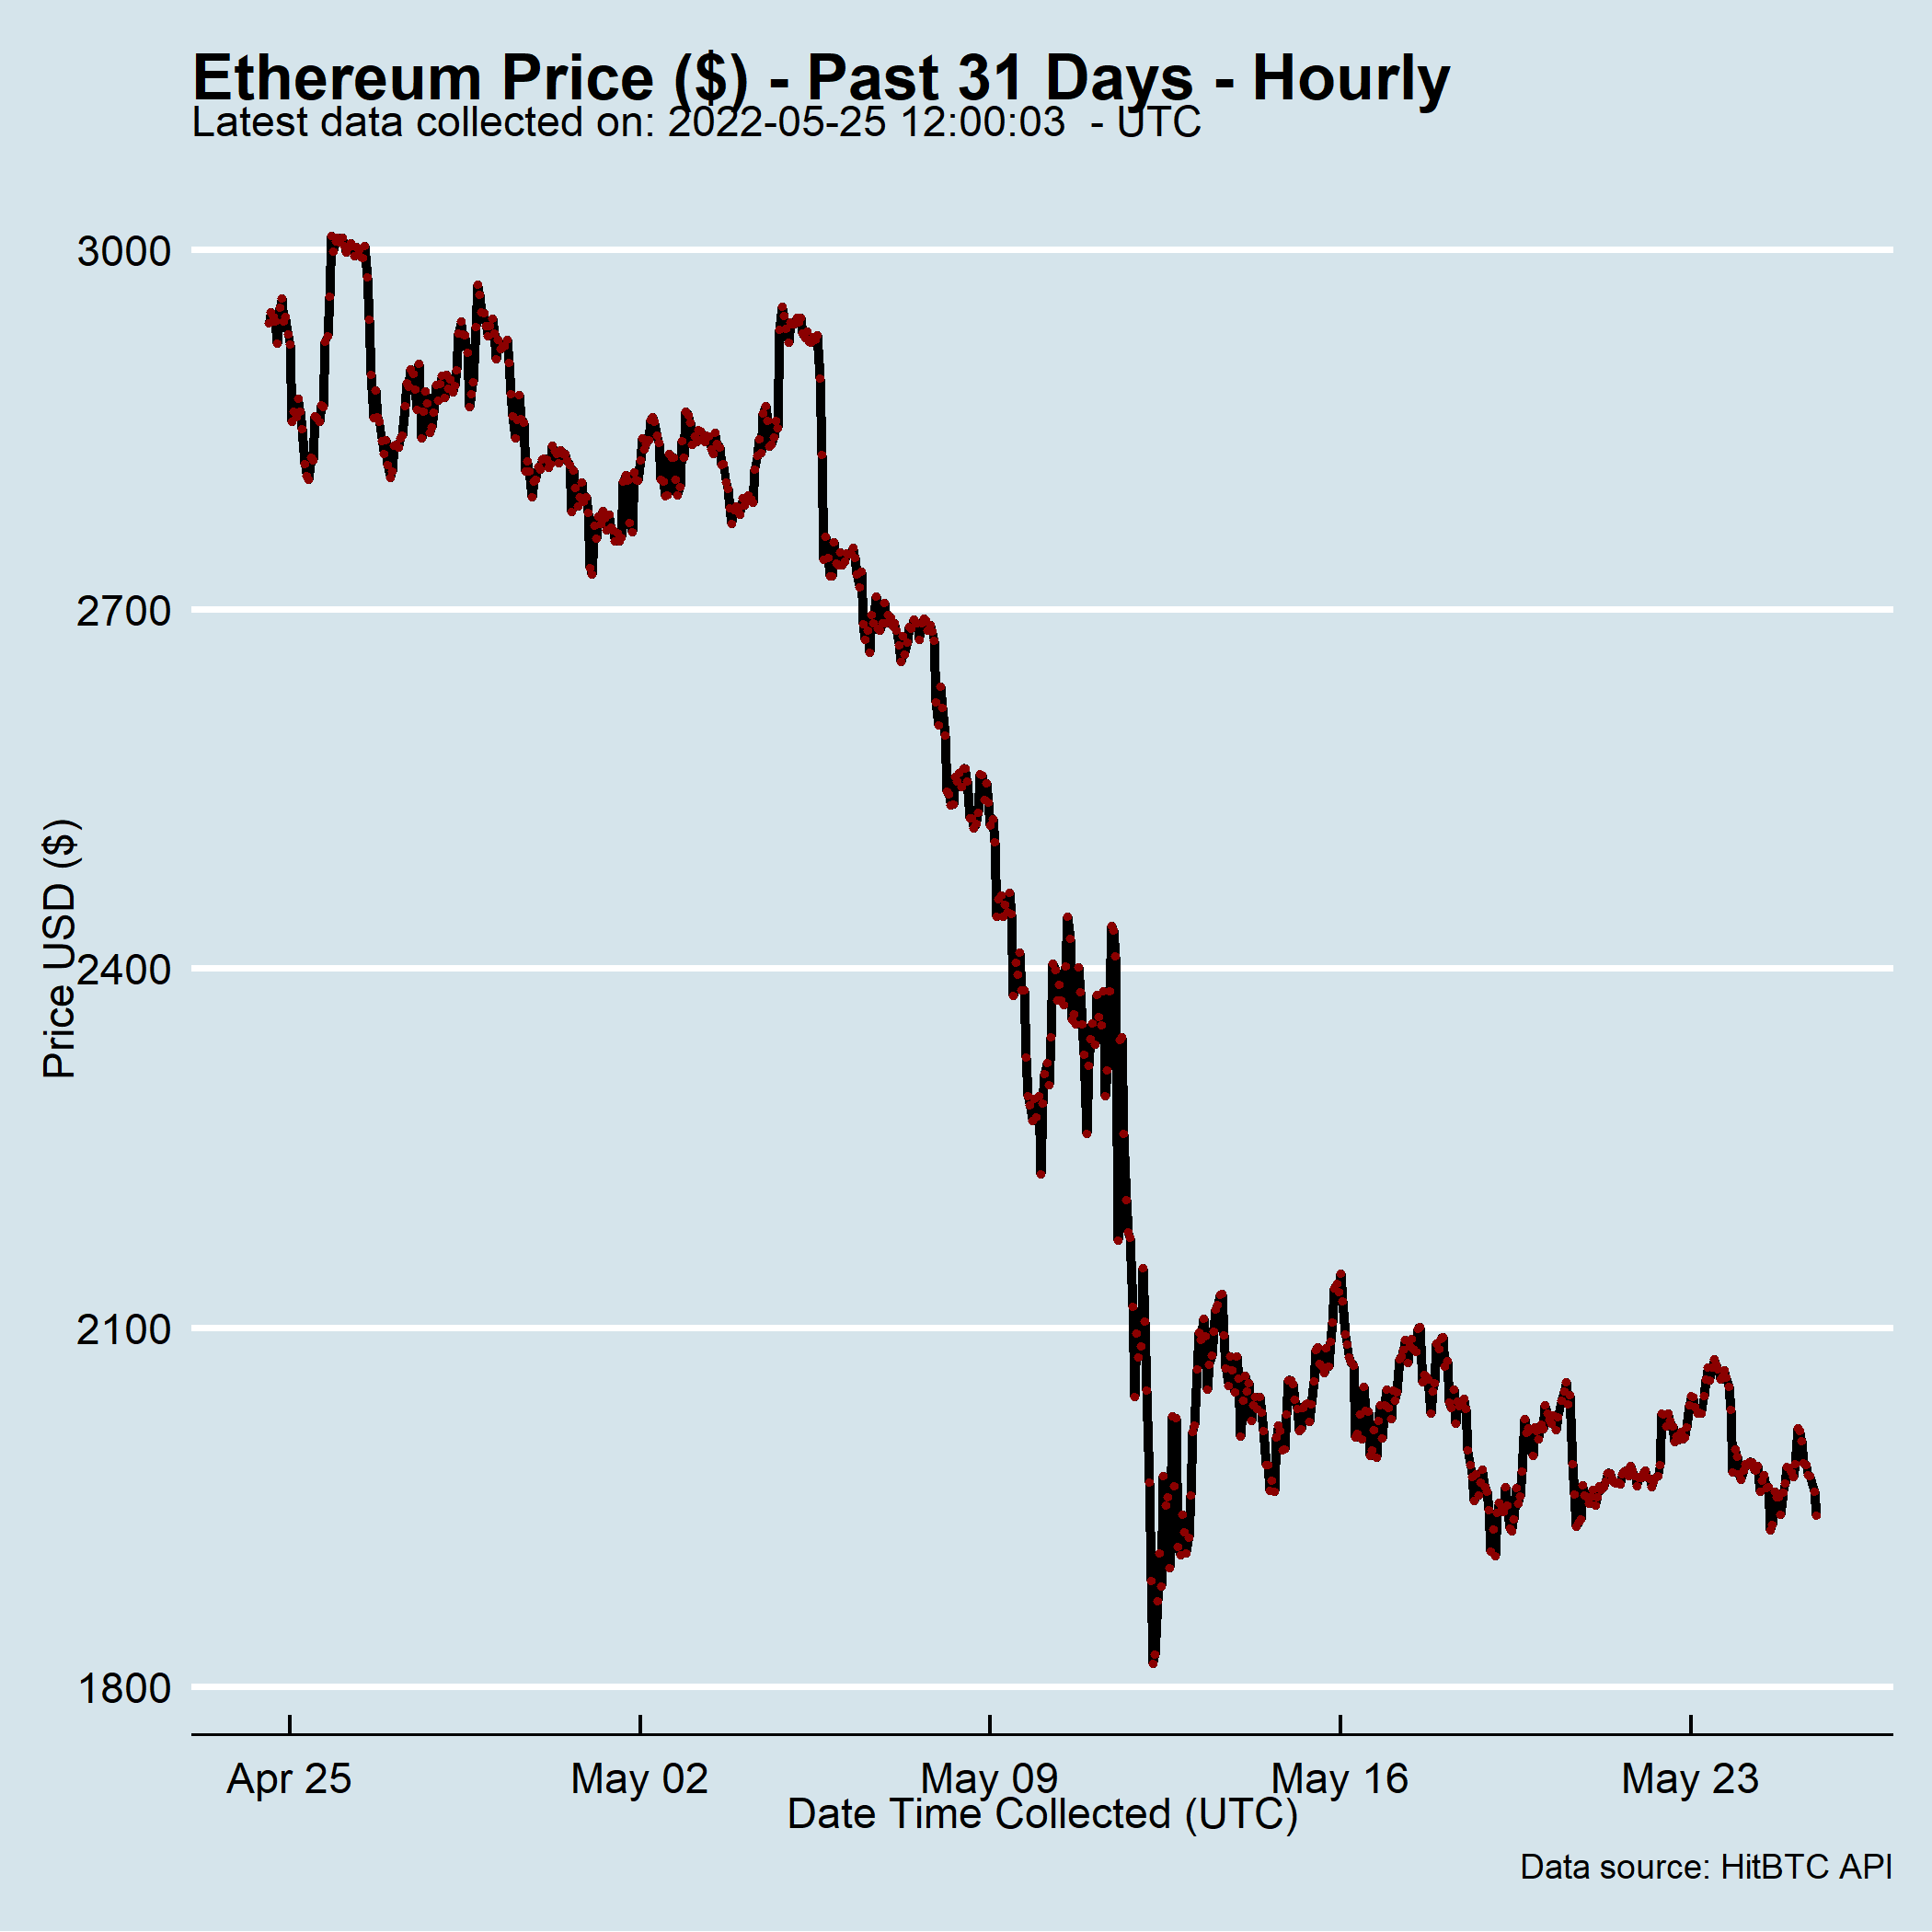 Ethereum Price ($) - Past 31 Days - Hourly
Latest data collected on: 2022-05-25 12:00:03  - UTC
Price USD ($)
3000
2700
2400
2100
1800
Apr 25
May 02
May 09
May 16
May 23
Date Time Collected (UTC)
Data source: HitBTC API